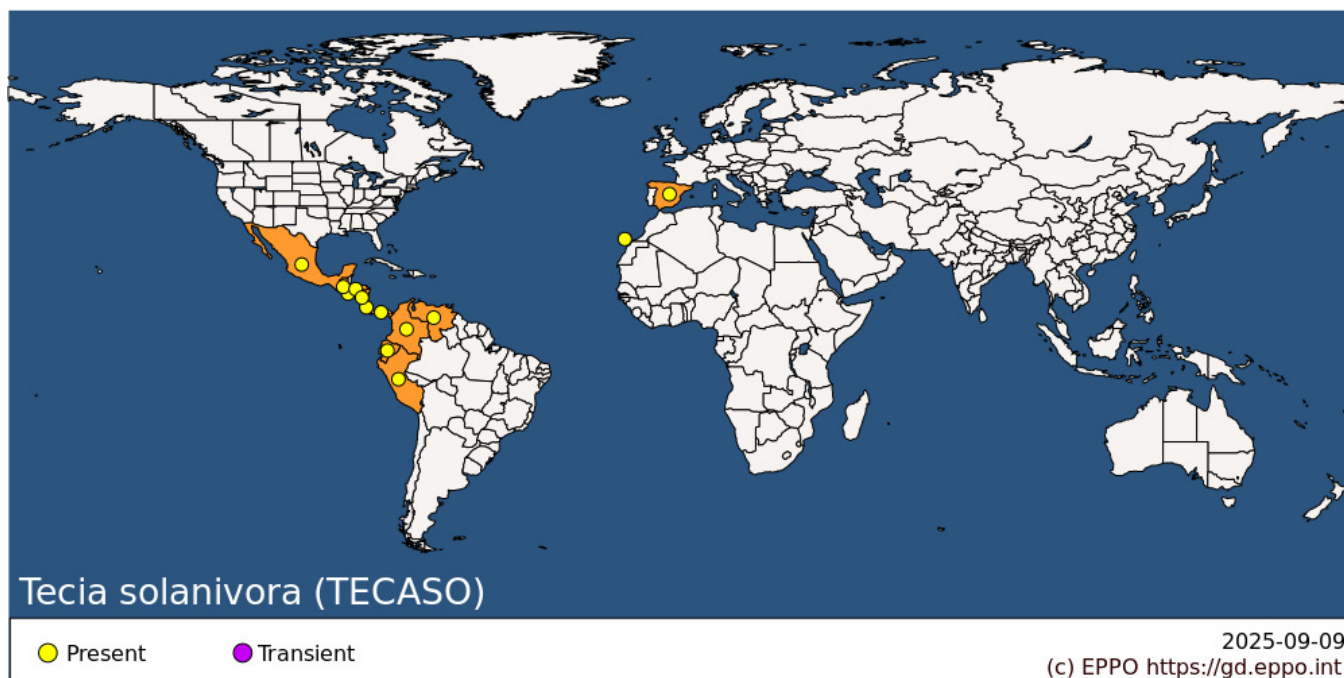 Tecia solanivora (TECASO)
Present
Transient
2025-09-09
(c) EPPO https://gd.eppo.int